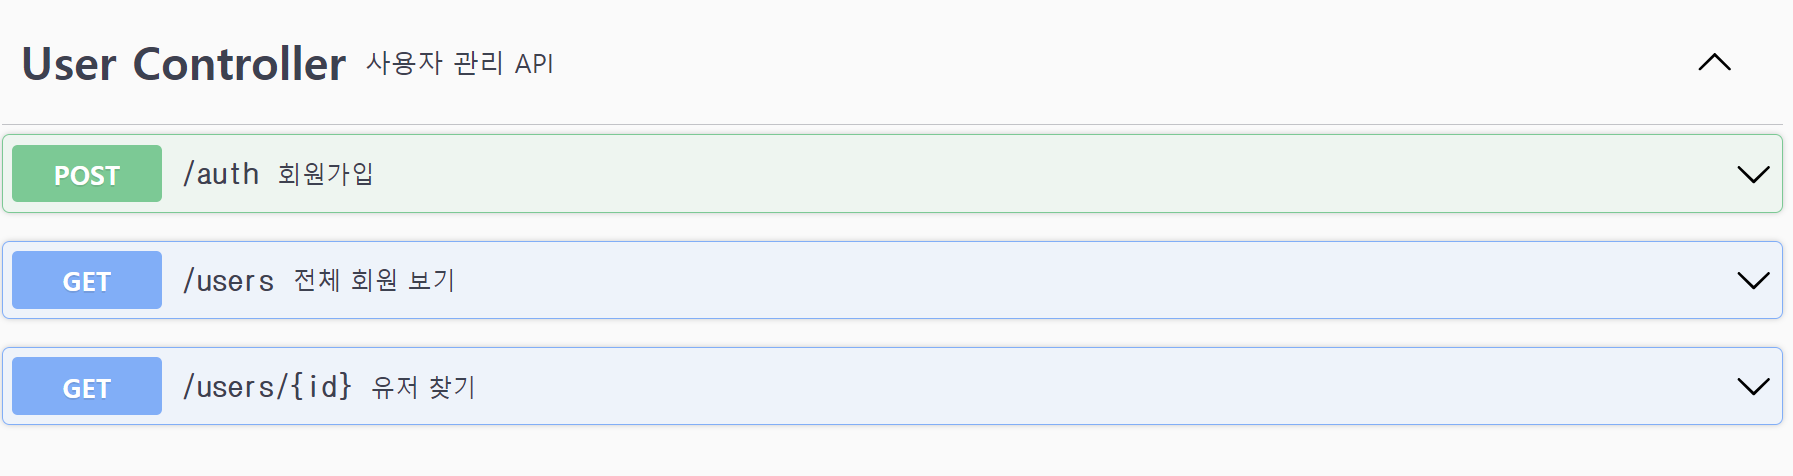 User Controller 사용자 관리 API
POST /auth 회원가입
GET /users 전체 회원 보기
GET /users/{id} 유저 찾기